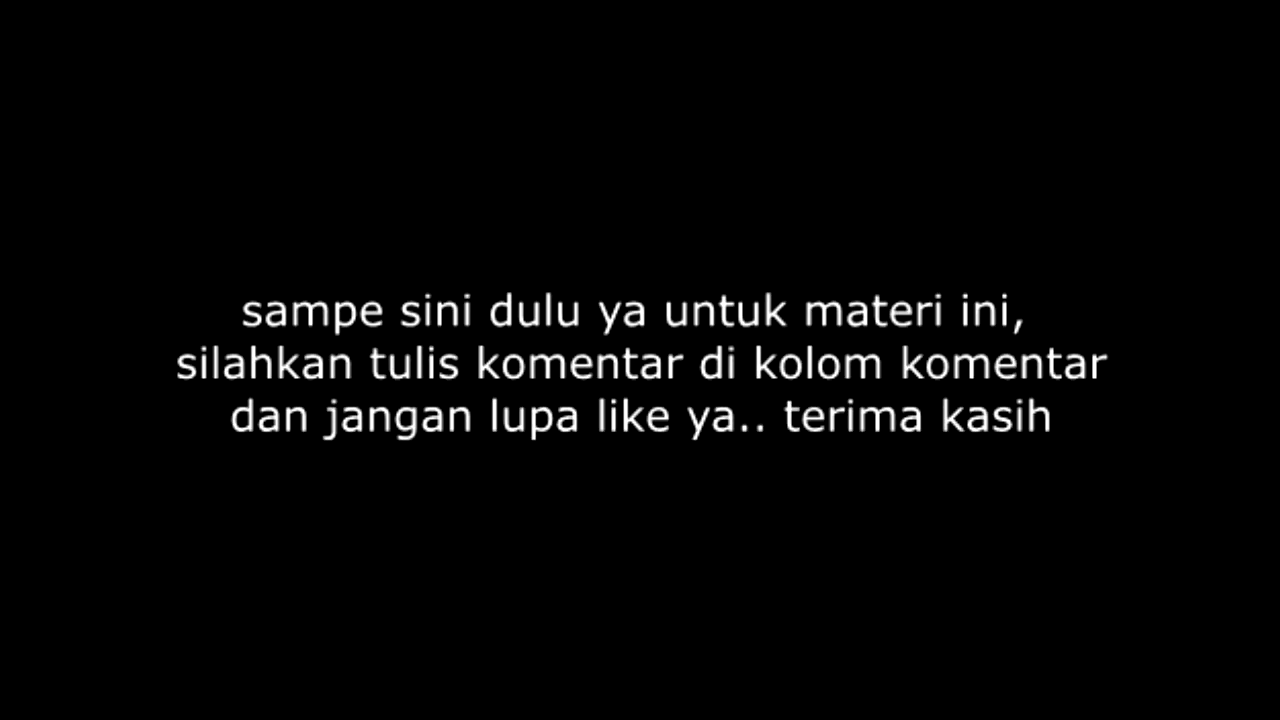 sampe sini dulu ya untuk materi ini,
silahkan tulis komentar di kolom komentar
dan jangan lupa like ya.. terima kasih